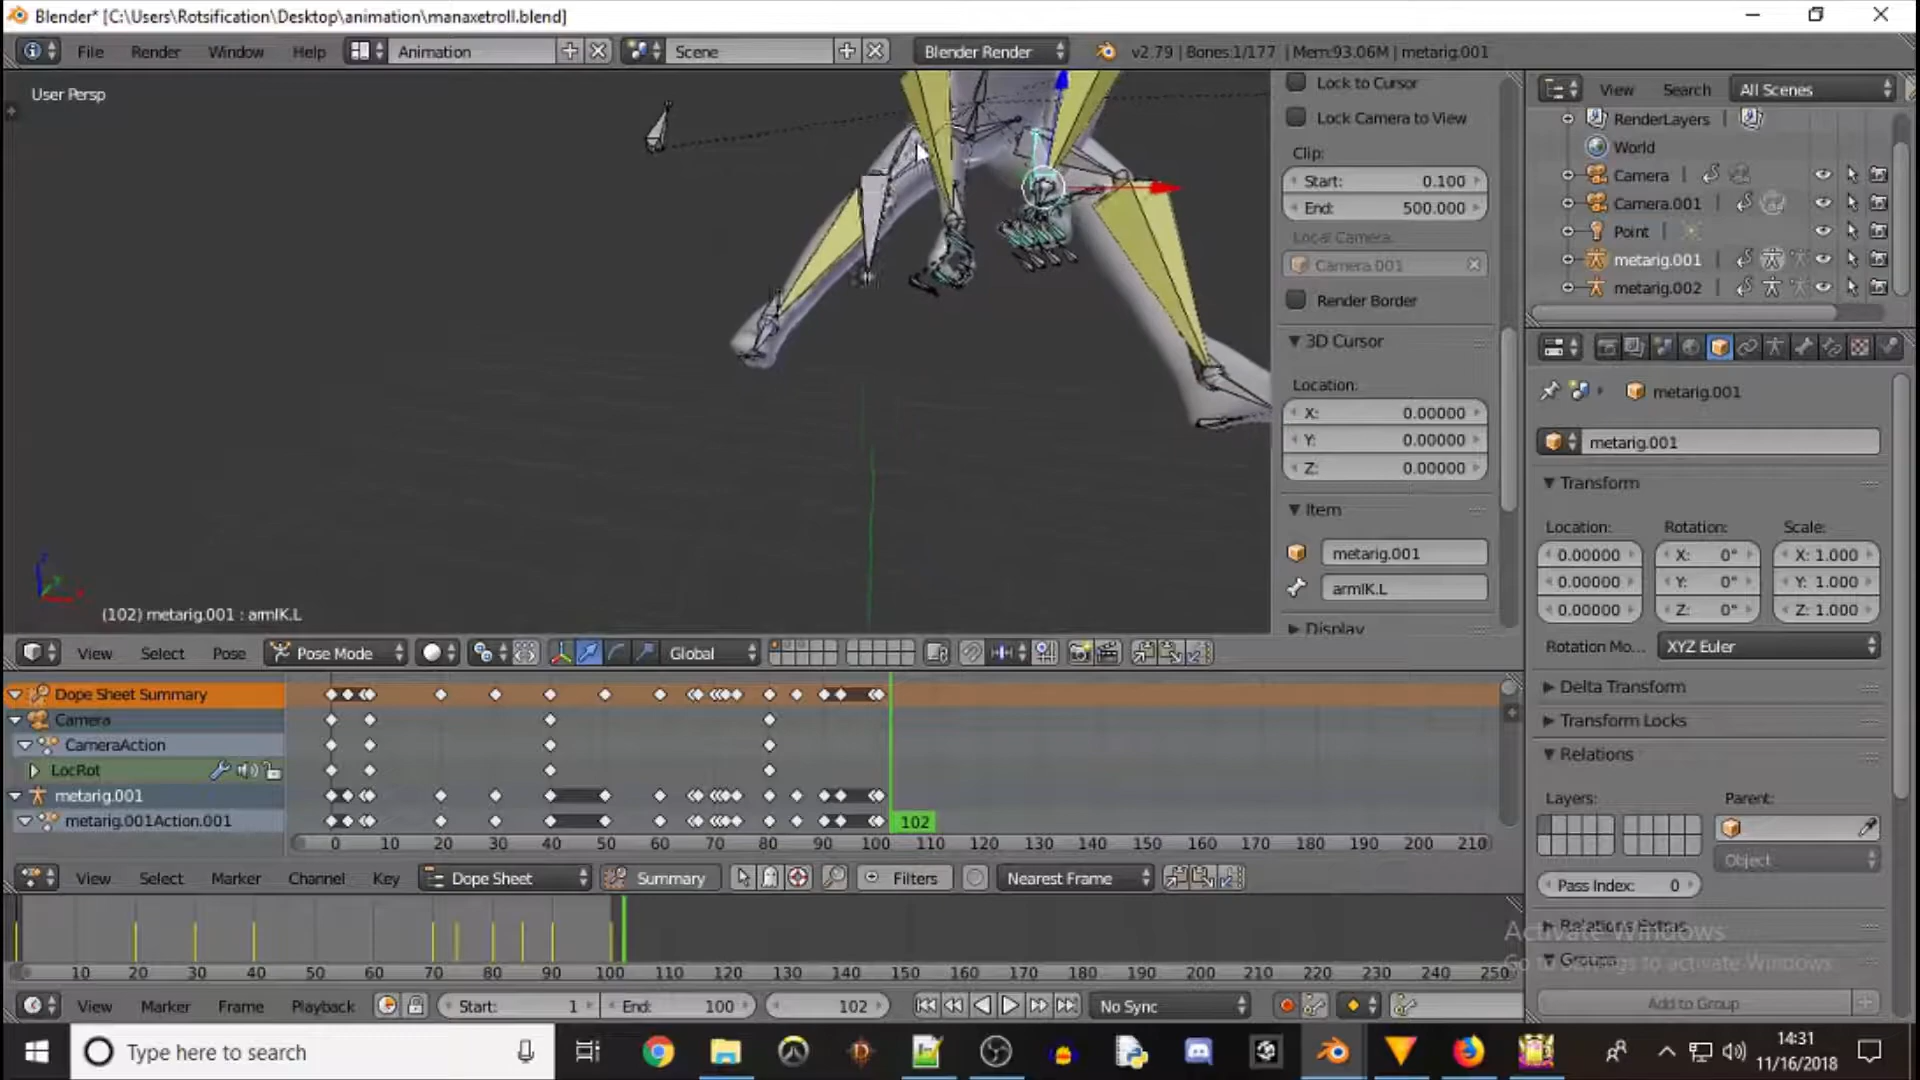 Blender* [C:\Users\Rotsification\Desktop\animation\manaxetroll.blend]
File Render Window Help Animation Scene Blender Render v2.79 | Bones:1/177 | Mem:93.06M | metarig.001
User Persp
(102) metarig.001 : armIK.L
Lock to Cursor
Lock Camera to View
Clip:
Start: 0.100
End: 500.000
Local Camera:
Camera.001
Render Border
3D Cursor
Location:
X: 0.00000
Y: 0.00000
Z: 0.00000
Item
metarig.001
armIK.L
Display
View Search All Scenes
RenderLayers
World
Camera
Camera.001
Point
metarig.001
metarig.002
metarig.001
metarig.001
Transform
Location: Rotation: Scale:
0.00000 X: 0° X: 1.000
0.00000 Y: 0° Y: 1.000
0.00000 Z: 0° Z: 1.000
Rotation Mo... XYZ Euler
Delta Transform
Transform Locks
Relations
Layers: Parent:
Object
Pass Index: 0
Relations Extras
Groups
Add to Group
Activate Windows
Go to Settings to activate Windows.
View Select Pose Pose Mode Global
Dope Sheet Summary
Camera
CameraAction
LocRot
metarig.001
metarig.001Action.001
102
0 10 20 30 40 50 60 70 80 90 100 110 120 130 140 150 160 170 180 190 200 210
View Select Marker Channel Key Dope Sheet Summary Filters Nearest Frame
10 20 30 40 50 60 70 80 90 100 110 120 130 140 150 160 170 180 190 200 210 220 230 240 250
View Marker Frame Playback Start: 1 End: 100 102 No Sync
Type here to search
14:31
11/16/2018